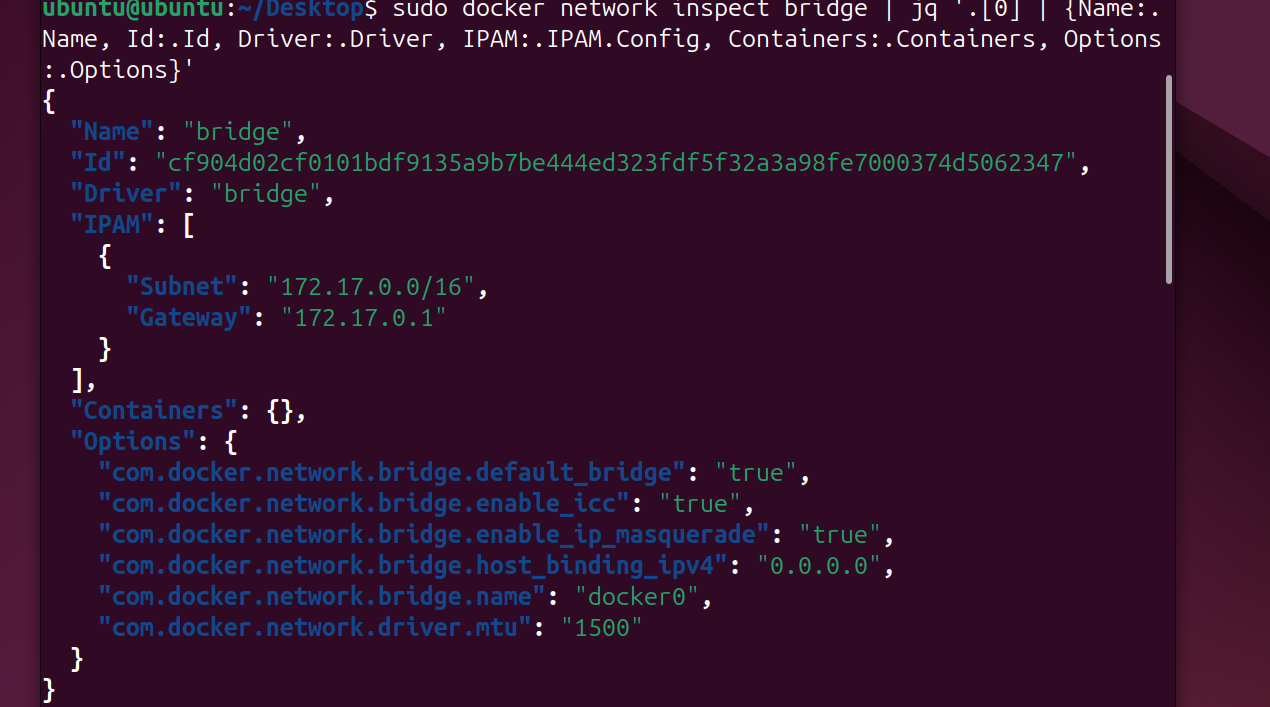 ubuntu@ubuntu:~/Desktop$ sudo docker network inspect bridge | jq '.[0] | {Name:.
Name, Id:.Id, Driver:.Driver, IPAM:.IPAM.Config, Containers:.Containers, Options
:.Options}'
{
  "Name": "bridge",
  "Id": "cf904d02cf0101bdf9135a9b7be444ed323fdf5f32a3a98fe7000374d5062347",
  "Driver": "bridge",
  "IPAM": [
    {
      "Subnet": "172.17.0.0/16",
      "Gateway": "172.17.0.1"
    }
  ],
  "Containers": {},
  "Options": {
    "com.docker.network.bridge.default_bridge": "true",
    "com.docker.network.bridge.enable_icc": "true",
    "com.docker.network.bridge.enable_ip_masquerade": "true",
    "com.docker.network.bridge.host_binding_ipv4": "0.0.0.0",
    "com.docker.network.bridge.name": "docker0",
    "com.docker.network.driver.mtu": "1500"
  }
}